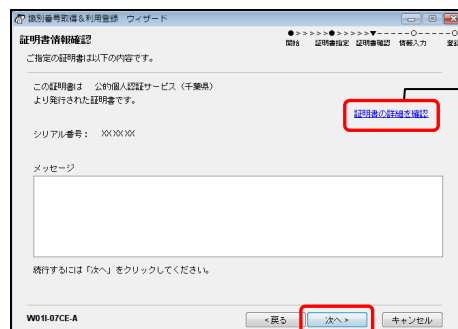 識別番号取得&利用登録 ウィザード
証明書情報確認
●>>>>>●>>>>>▼-----○-----○
開始 証明書指定 証明書確認 情報入力 登録
ご指定の証明書は以下の内容です。
この証明書は 公的個人認証サービス(千葉県)
より発行された証明書です。
証明書の詳細を確認
シリアル番号: XXXXXXX
メッセージ
続行するには「次へ」をクリックしてください。
W01I-07CE-A
<戻る
次へ>
キャンセル